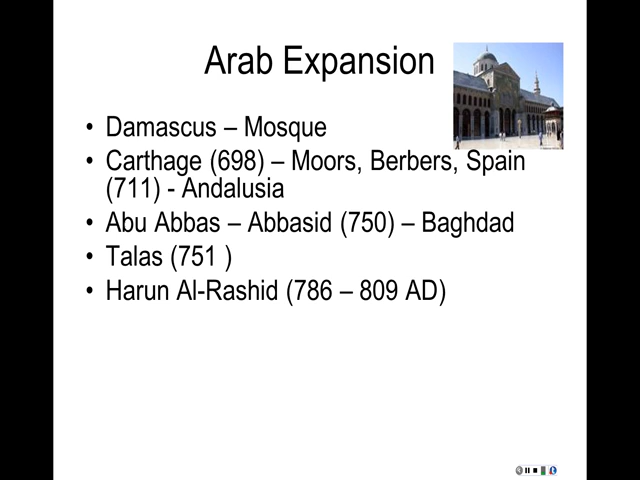 Arab Expansion
• Damascus – Mosque
• Carthage (698) – Moors, Berbers, Spain
(711) - Andalusia
• Abu Abbas – Abbasid (750) – Baghdad
• Talas (751 )
• Harun Al-Rashid (786 – 809 AD)